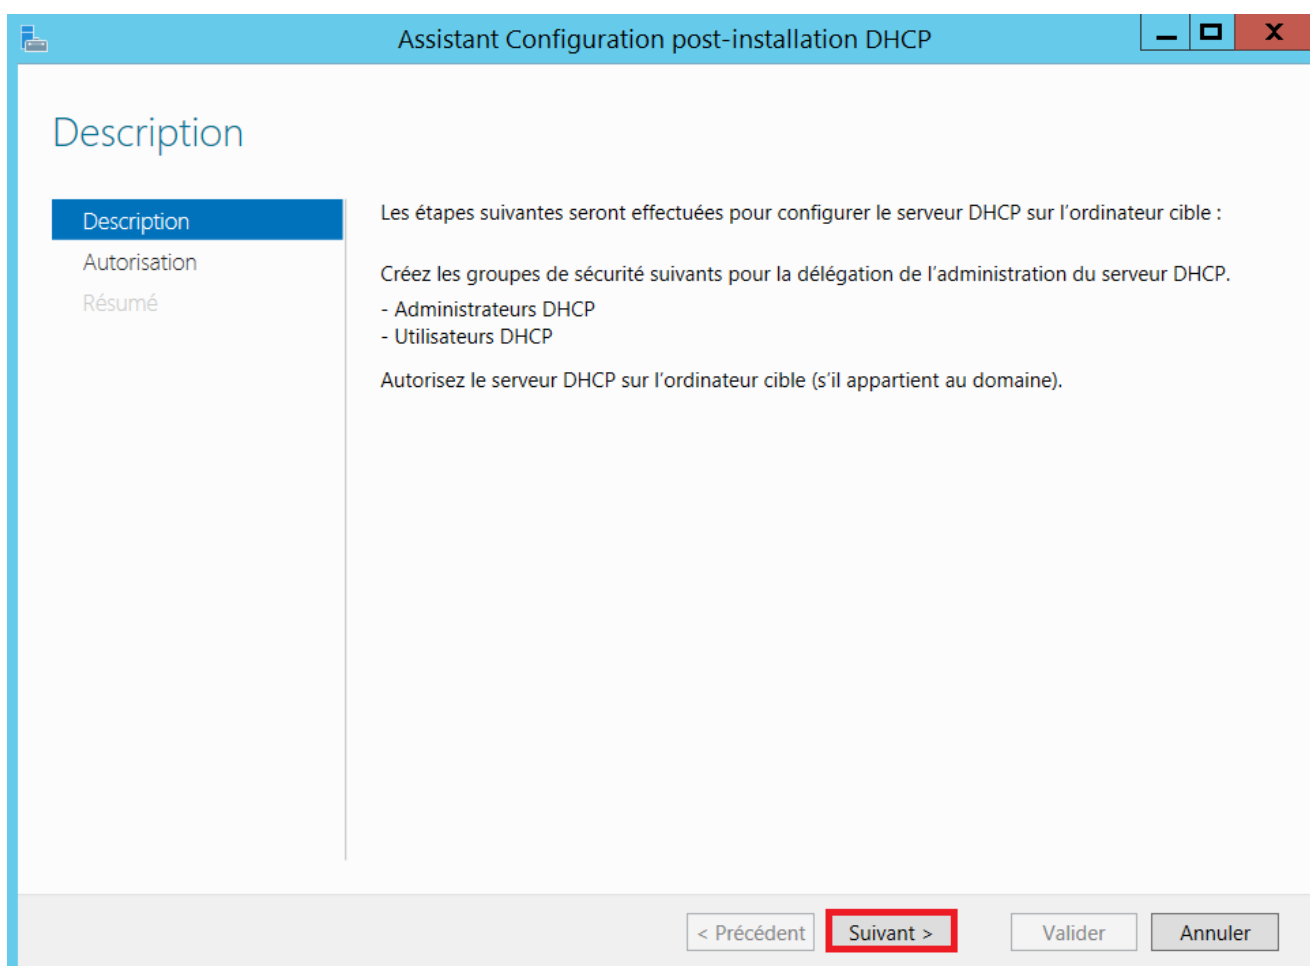 Assistant Configuration post-installation DHCP
Description
Description
Autorisation
Résumé
Les étapes suivantes seront effectuées pour configurer le serveur DHCP sur l'ordinateur cible :
Créez les groupes de sécurité suivants pour la délégation de l'administration du serveur DHCP.
- Administrateurs DHCP
- Utilisateurs DHCP
Autorisez le serveur DHCP sur l'ordinateur cible (s'il appartient au domaine).
< Précédent
Suivant >
Valider
Annuler